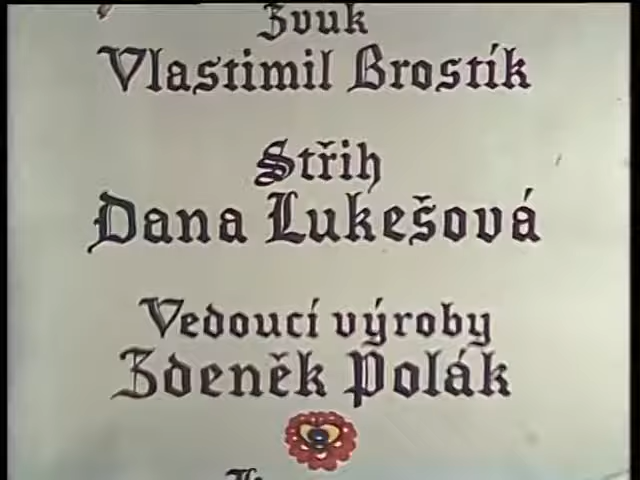 Zvuk
Vlastimil Brostík
Střih
Dana Lukešová
Vedoucí výroby
Zdeněk Polák